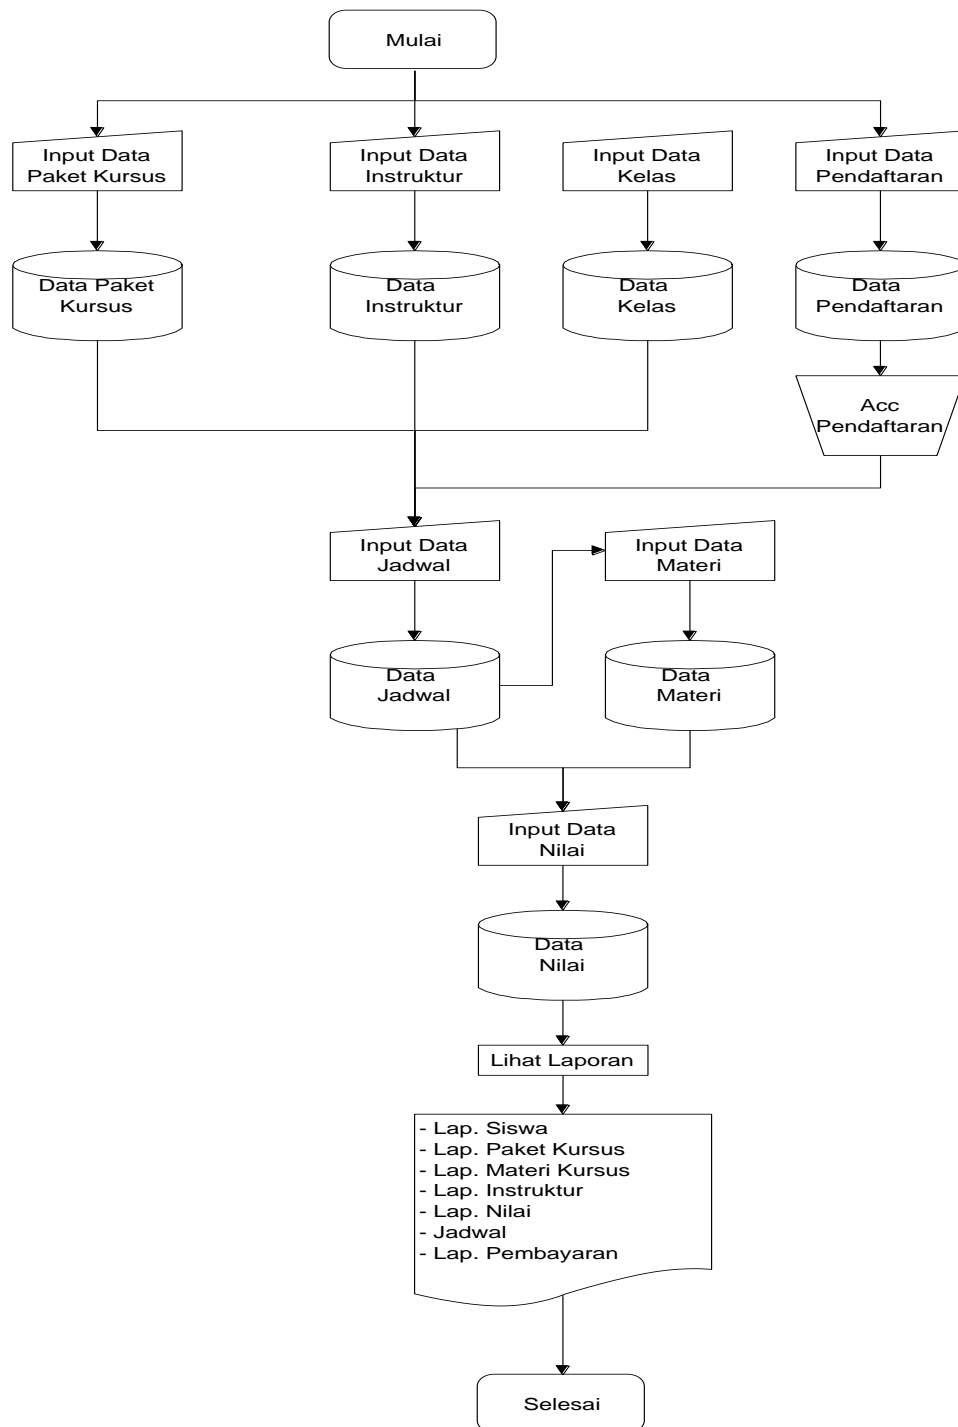 Mulai
Input Data
Paket Kursus
Input Data
Instruktur
Input Data
Kelas
Input Data
Pendaftaran
Data Paket
Kursus
Data
Instruktur
Data
Kelas
Data
Pendaftaran
Acc
Pendaftaran
Input Data
Jadwal
Input Data
Materi
Data
Jadwal
Data
Materi
Input Data
Nilai
Data
Nilai
Lihat Laporan
- Lap. Siswa
- Lap. Paket Kursus
- Lap. Materi Kursus
- Lap. Instruktur
- Lap. Nilai
- Jadwal
- Lap. Pembayaran
Selesai